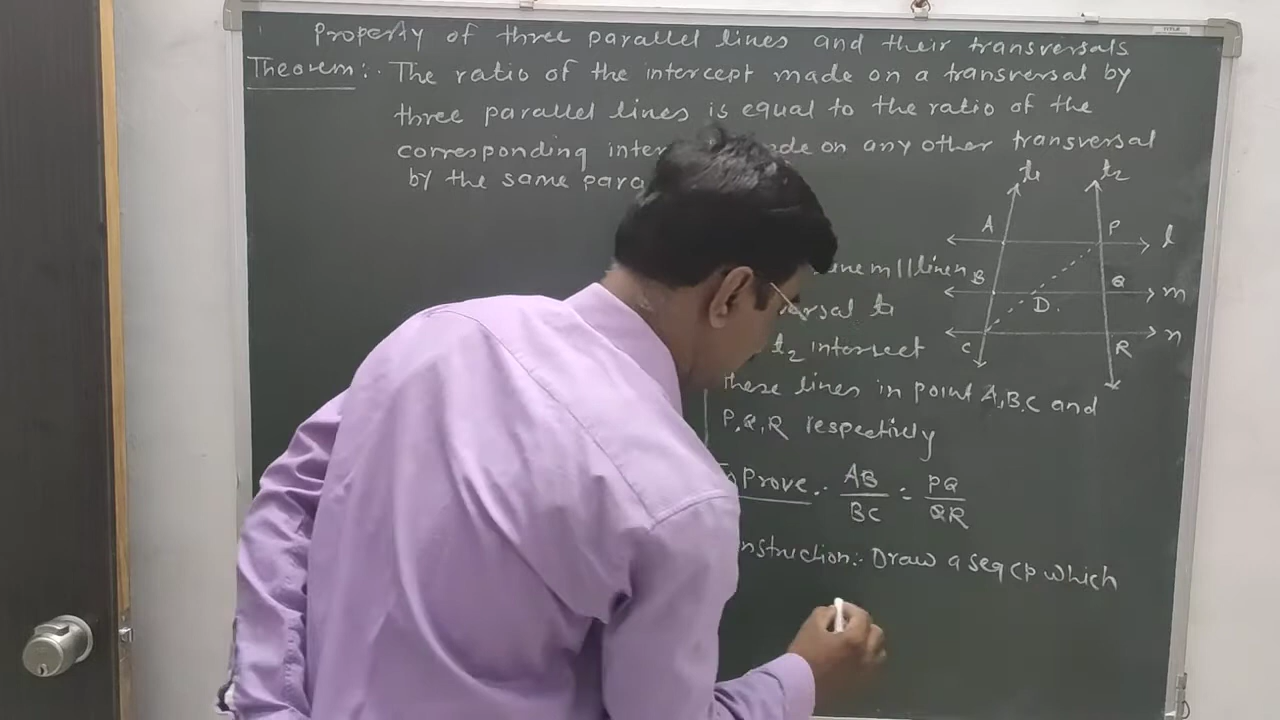 Property of three parallel lines and their transversals
Theorem:- The ratio of the intercept made on a transversal by
three parallel lines is equal to the ratio of the
corresponding inter de on any other transversal
by the same para
t1 t2
A P l
ne m || line n
B Q m
rsal t1
D.
t2 intersect
C R n
these lines in point A,B,C and
P,Q,R respectively
Prove:- AB/BC = PQ/QR
nstruction:- Draw a seg CP which